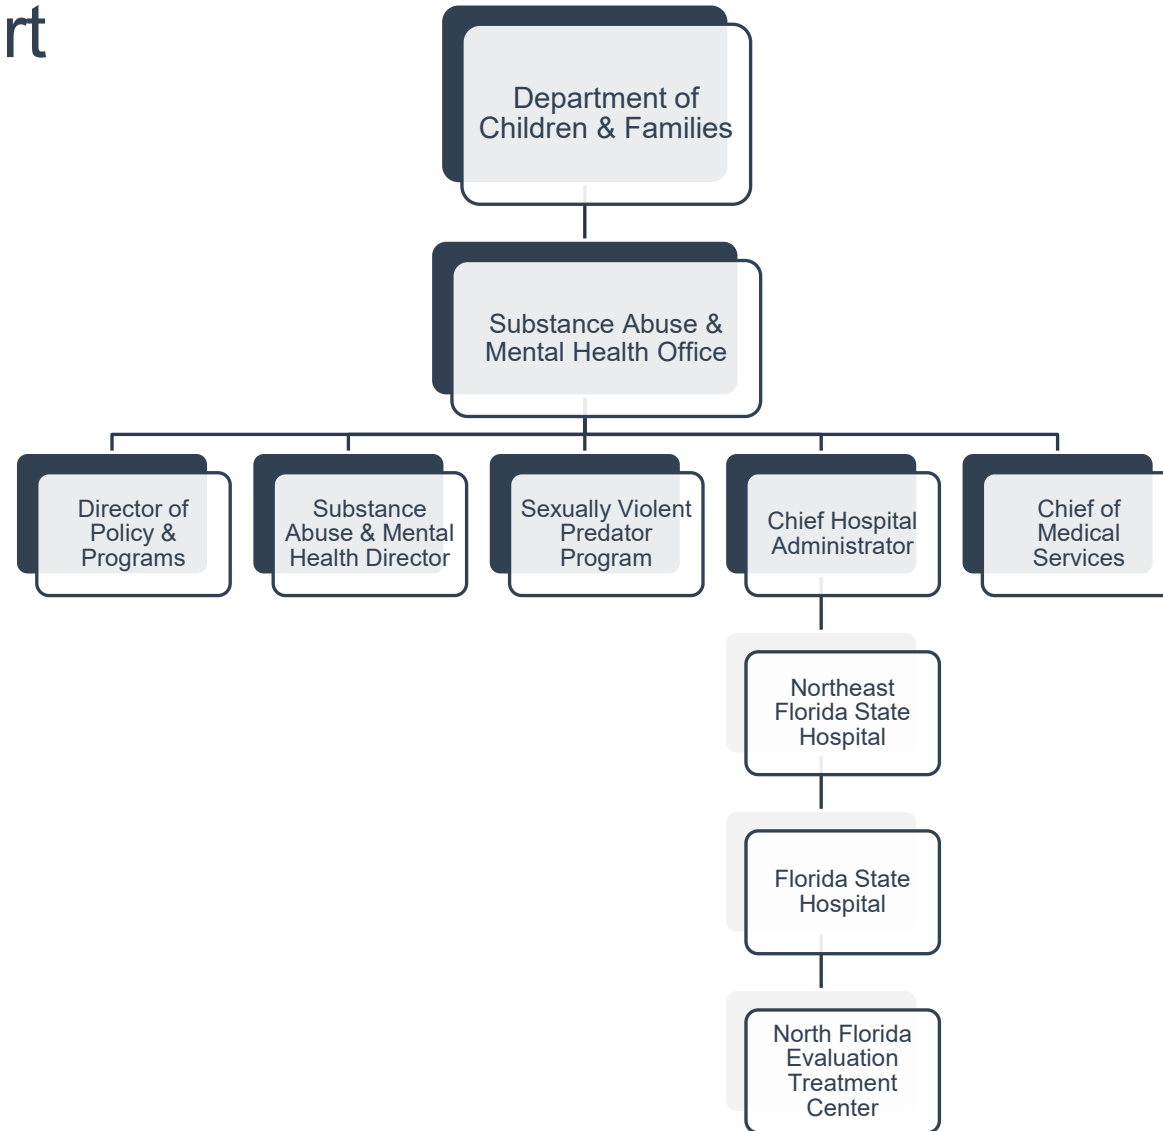 rt
Department of
Children & Families
Substance Abuse &
Mental Health Office
Director of
Policy &
Programs
Substance
Abuse & Mental
Health Director
Sexually Violent
Predator
Program
Chief Hospital
Administrator
Chief of
Medical
Services
Northeast
Florida State
Hospital
Florida State
Hospital
North Florida
Evaluation
Treatment
Center